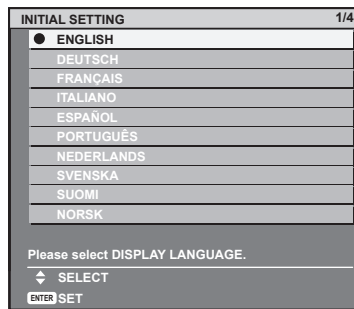 INITIAL SETTING 1/4
ENGLISH
DEUTSCH
FRANÇAIS
ITALIANO
ESPAÑOL
PORTUGUÊS
NEDERLANDS
SVENSKA
SUOMI
NORSK
Please select DISPLAY LANGUAGE.
SELECT
ENTER SET